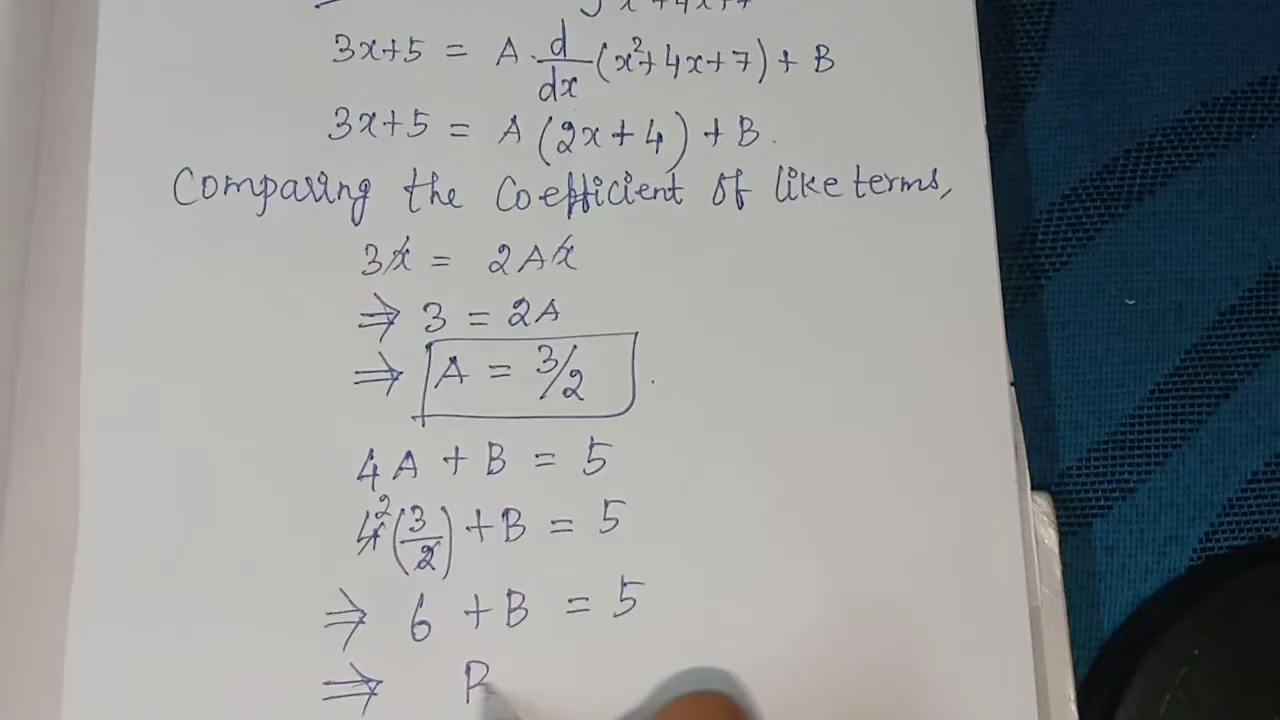 3x+5 = A . d/dx (x²+4x+7) + B
3x+5 = A (2x+4) + B.
Comparing the Coefficient of like terms,
3x = 2Ax
⇒ 3 = 2A
⇒ A = 3/2
4A + B = 5
4² (3/2) + B = 5
⇒ 6 + B = 5
⇒